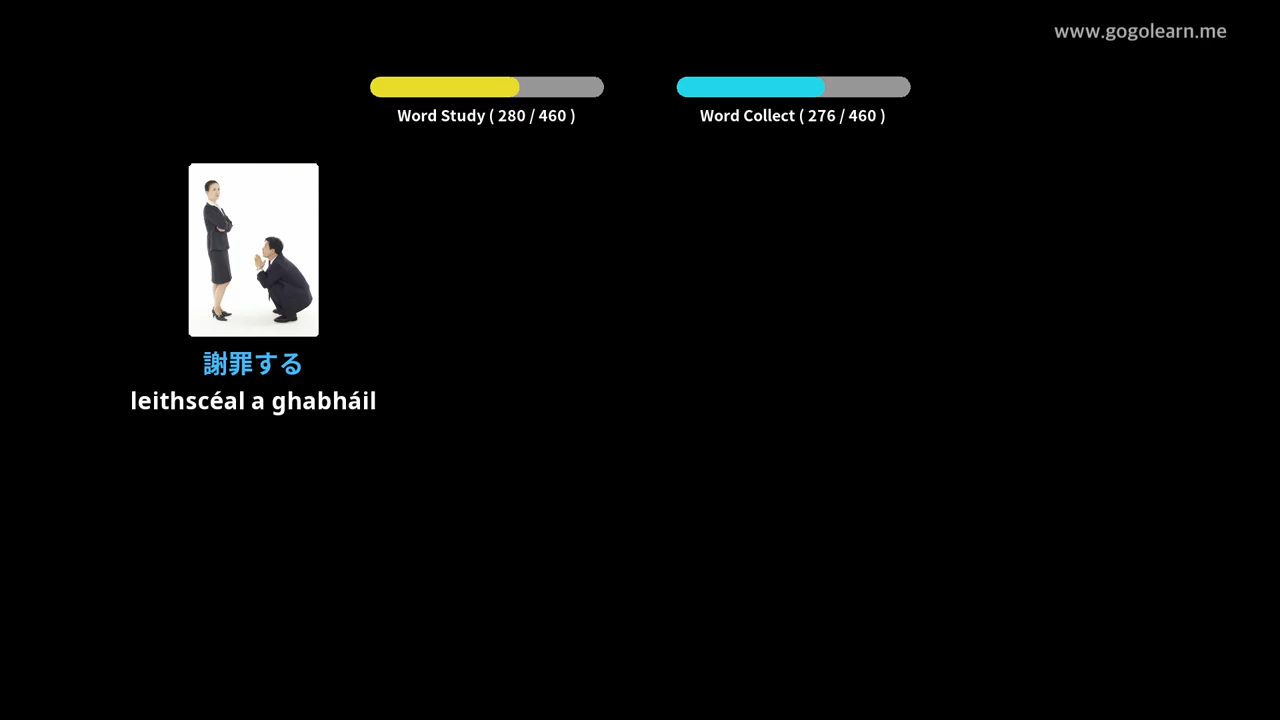 www.gogolearn.me
Word Study ( 280 / 460 )
Word Collect ( 276 / 460 )
謝罪する
leithscéal a ghabháil